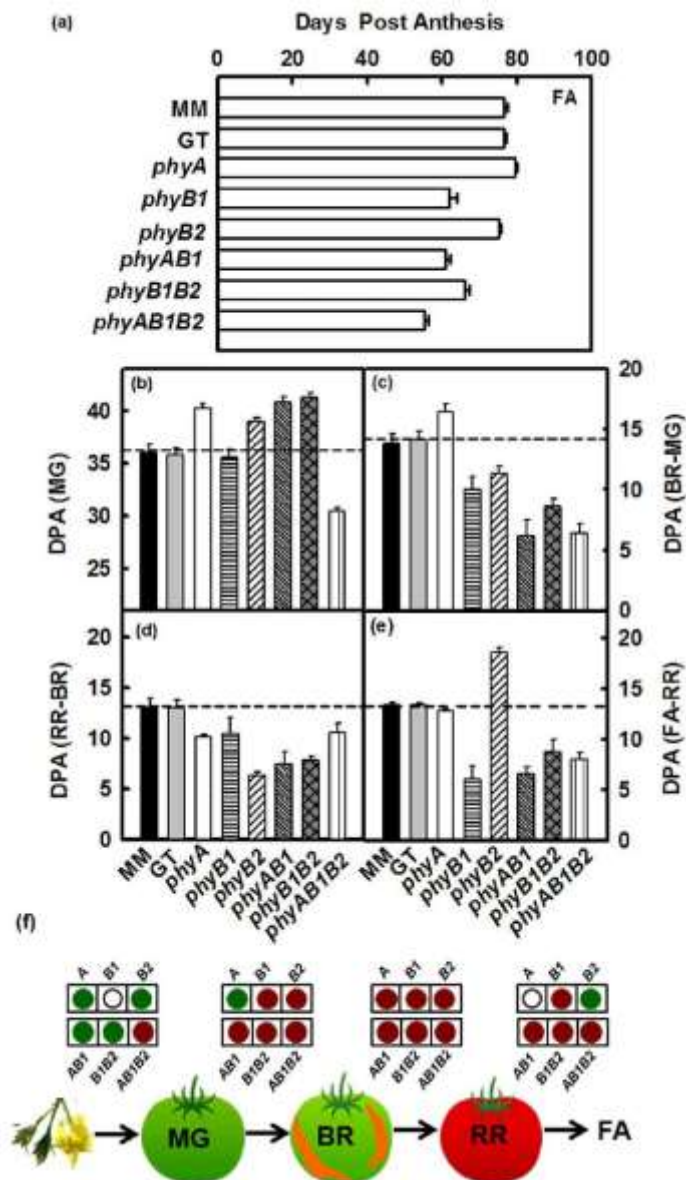 (a)
Days Post Anthesis
0 20 40 60 80 100
FA
MM
GT
phyA
phyB1
phyB2
phyAB1
phyB1B2
phyAB1B2
(b)
DPA (MG)
40
35
30
25
(c)
DPA (BR-MG)
20
15
10
5
0
(d)
DPA (RR-BR)
20
15
10
5
0
(e)
DPA (FA-RR)
20
15
10
5
0
MM GT phyA phyB1 phyB2 phyAB1 phyB1B2 phyAB1B2
MM GT phyA phyB1 phyB2 phyAB1 phyB1B2 phyAB1B2
(f)
A B1 B2
A B1 B2
A B1 B2
A B1 B2
AB1 B1B2 AB1B2
AB1 B1B2 AB1B2
AB1 B1B2 AB1B2
AB1 B1B2 AB1B2
MG
BR
RR
FA